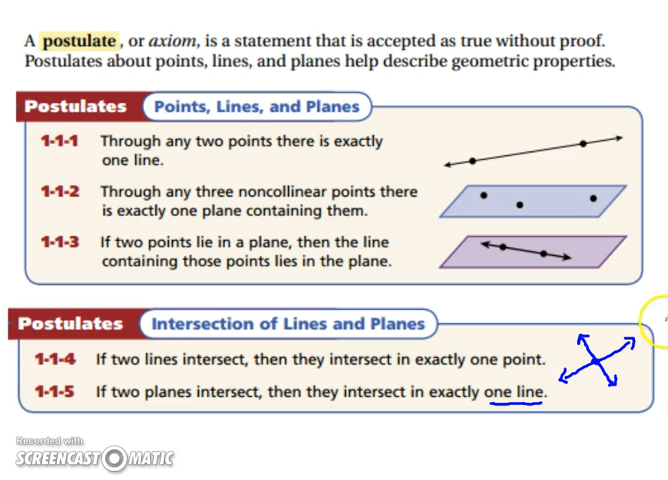 A postulate, or axiom, is a statement that is accepted as true without proof.
Postulates about points, lines, and planes help describe geometric properties.
Postulates Points, Lines, and Planes
1-1-1 Through any two points there is exactly
one line.
1-1-2 Through any three noncollinear points there
is exactly one plane containing them.
1-1-3 If two points lie in a plane, then the line
containing those points lies in the plane.
Postulates Intersection of Lines and Planes
1-1-4 If two lines intersect, then they intersect in exactly one point.
1-1-5 If two planes intersect, then they intersect in exactly one line.
Recorded with
SCREENCAST-O-MATIC